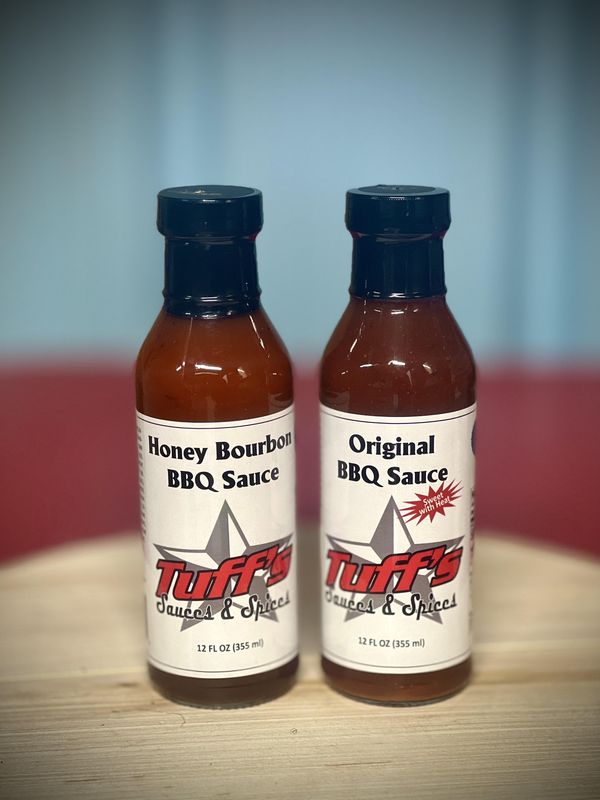 Honey Bourbon
BBQ Sauce
Tuff's
Sauces & Spices
12 FL OZ (355 ml)
Original
BBQ Sauce
Sweet
with Heat
Tuff's
Sauces & Spices
12 FL OZ (355 ml)